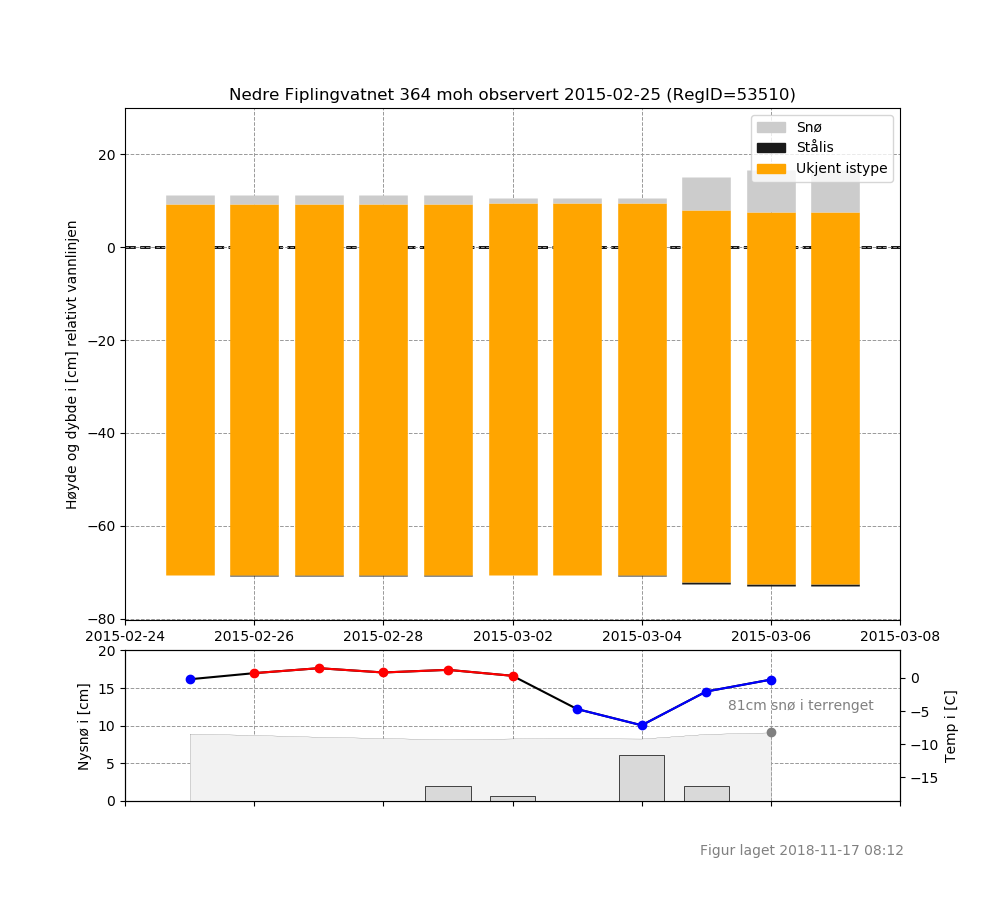 Nedre Fiplingvatnet 364 moh observert 2015-02-25 (RegID=53510)
Snø
Stålis
Ukjent istype
Høyde og dybde i [cm] relativt vannlinjen
20
0
−20
−40
−60
−80
2015-02-24
2015-02-26
2015-02-28
2015-03-02
2015-03-04
2015-03-06
2015-03-08
Nysnø i [cm]
20
15
10
5
0
81cm snø i terrenget
0
−5
−10
−15
Temp i [C]
Figur laget 2018-11-17 08:12